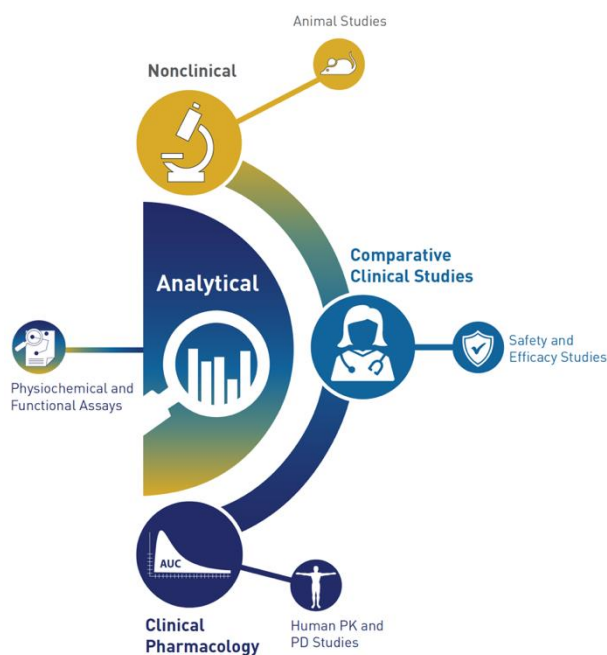 Animal Studies
Nonclinical
Comparative
Clinical Studies
Analytical
Safety and
Efficacy Studies
Physiochemical and
Functional Assays
AUC
Clinical
Pharmacology
Human PK and
PD Studies